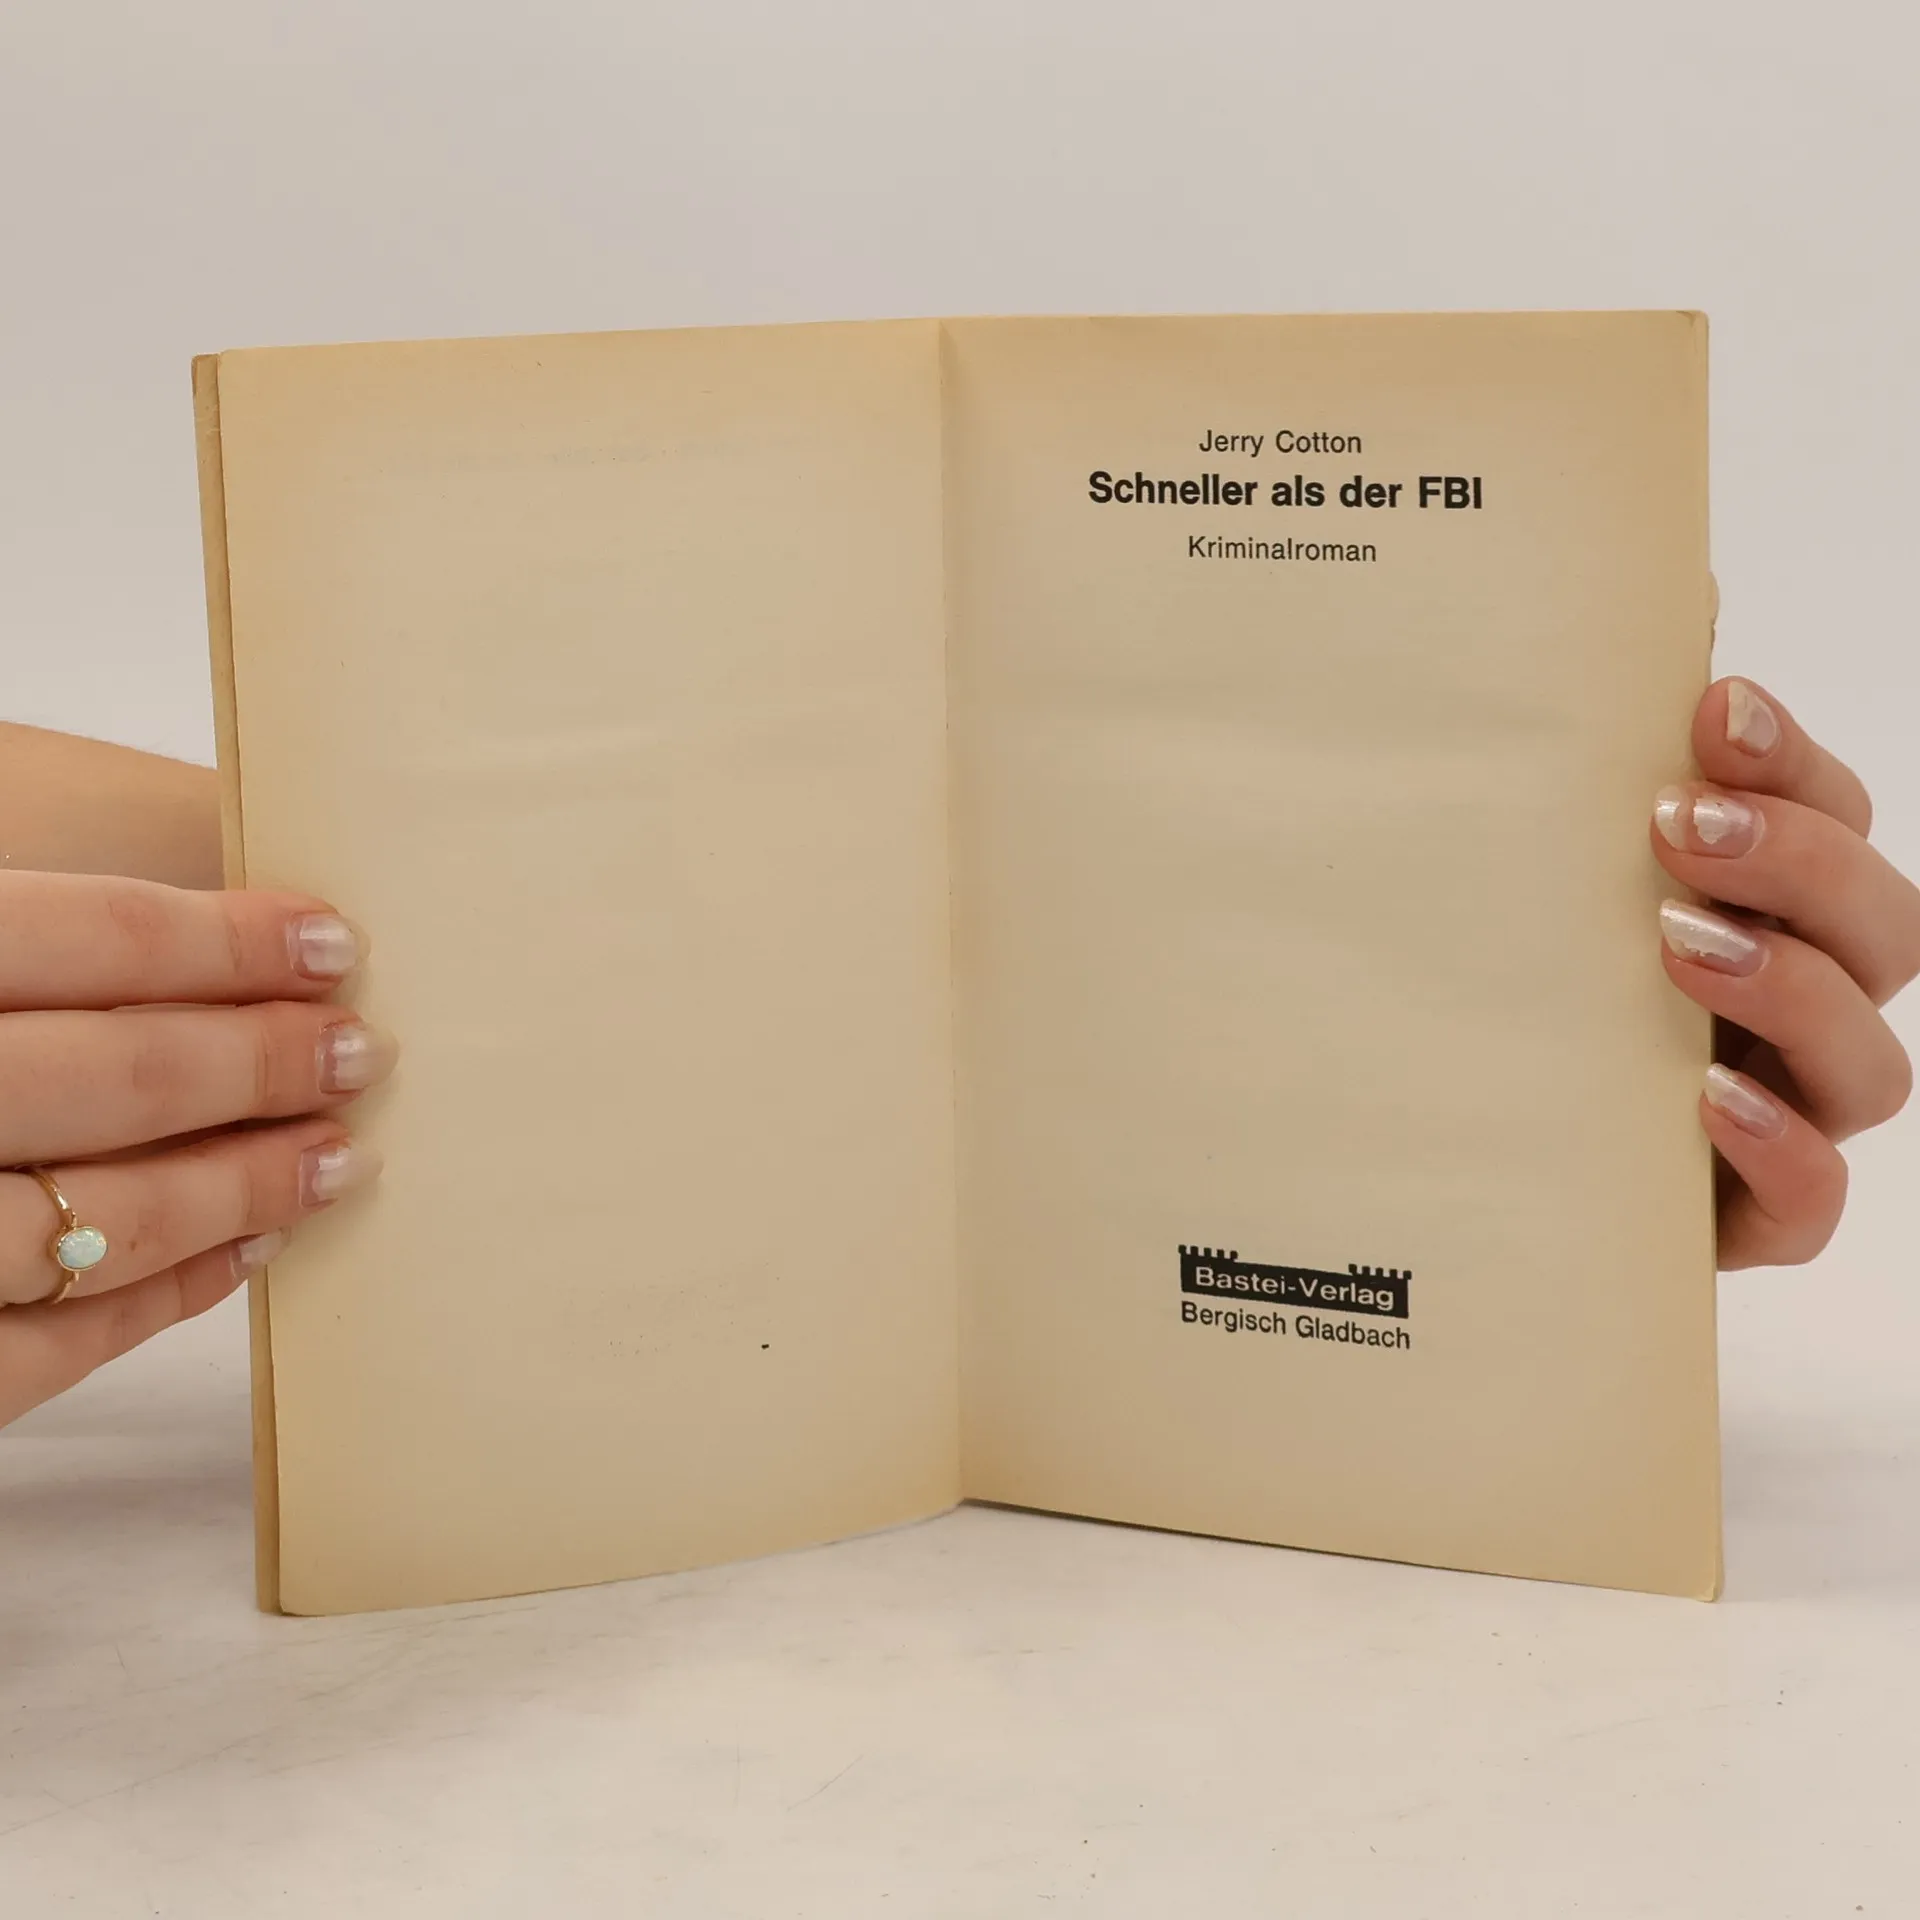 Jerry Cotton
Schneller als der FBI
Kriminalroman
Bastei-Verlag
Bergisch Gladbach